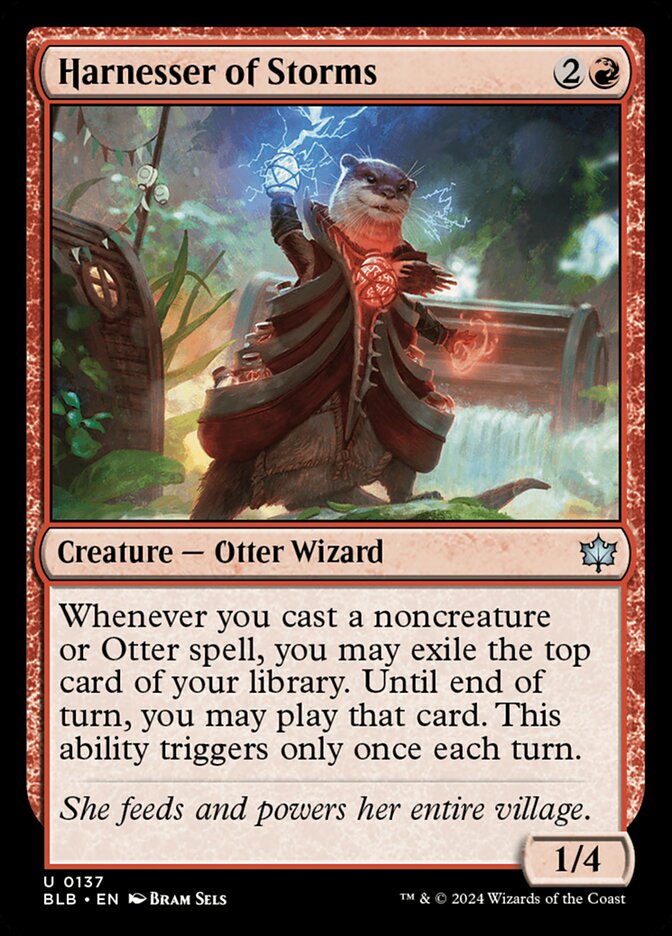 Harnesser of Storms 2
Creature — Otter Wizard
Whenever you cast a noncreature
or Otter spell, you may exile the top
card of your library. Until end of
turn, you may play that card. This
ability triggers only once each turn.
She feeds and powers her entire village.
1/4
U 0137
BLB • EN Bram Sels
™ & © 2024 Wizards of the Coast